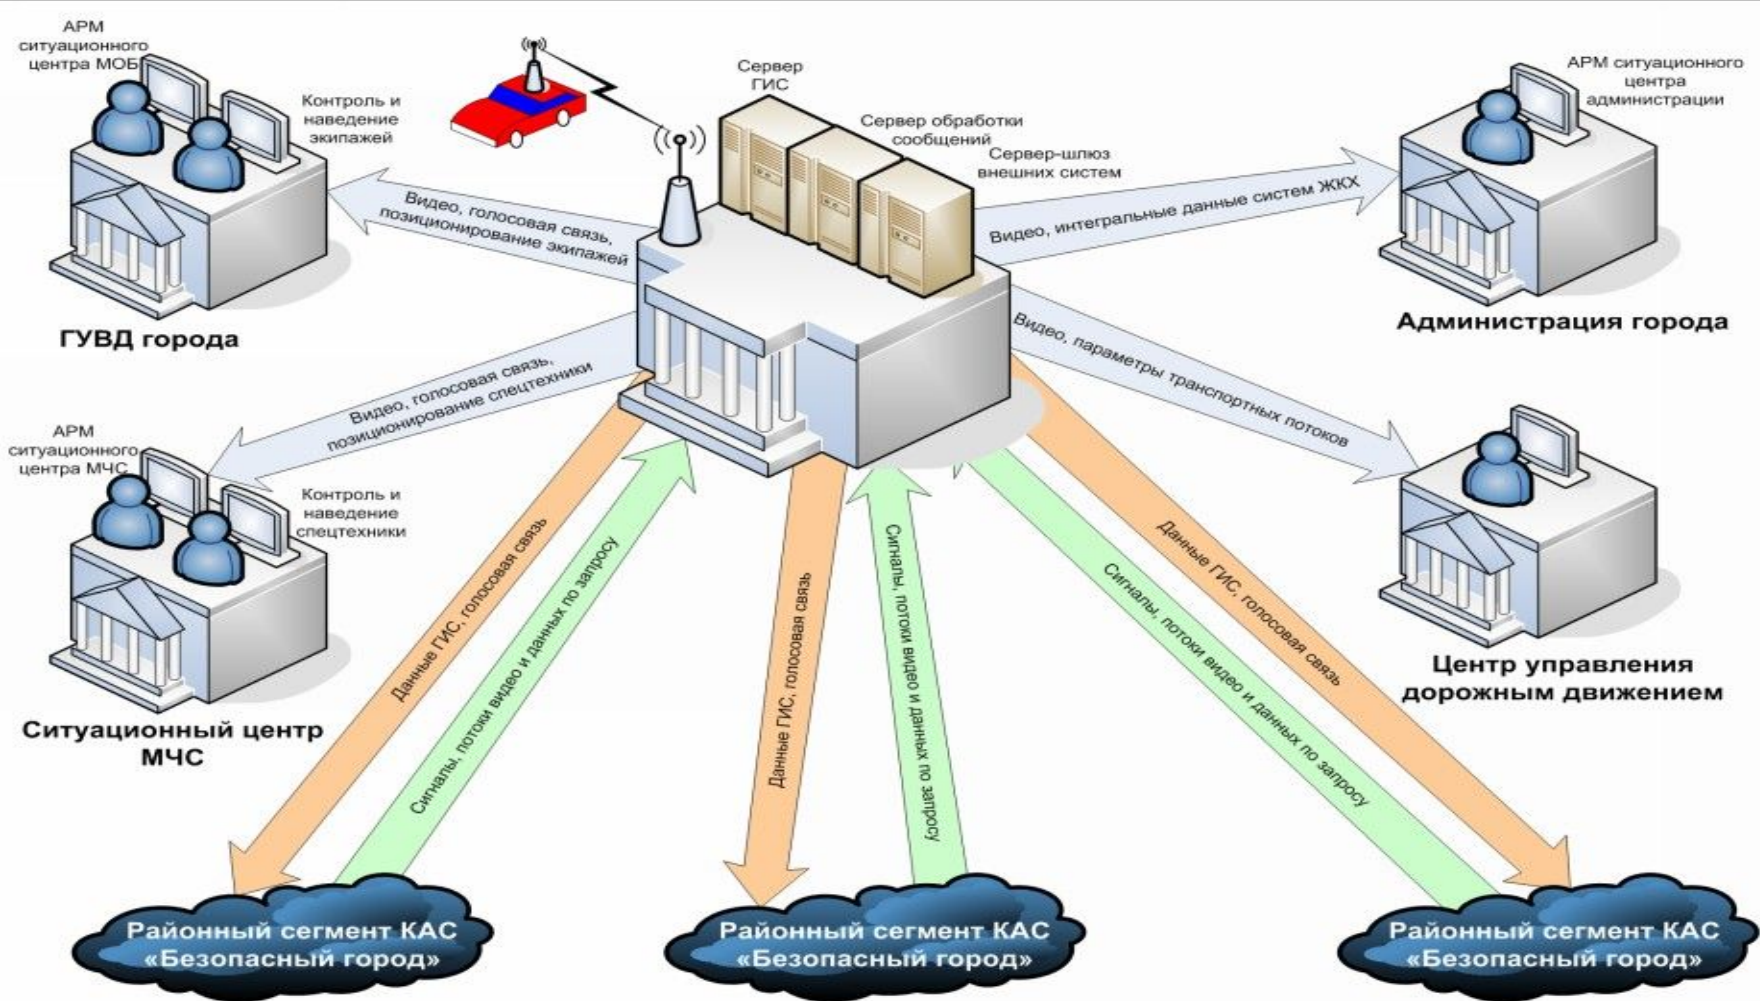 АРМ
ситуационного
центра МОБ
Контроль и
наведение
экипажей
Сервер
ГИС
Сервер обработки
сообщений
Сервер-шлюз
внешних систем
АРМ ситуационного
центра
администрации
Видео, голосовая связь,
позиционирование экипажей
Видео, интегральные данные систем ЖКХ
ГУВД города
Администрация города
Видео, голосовая связь,
позиционирование спецтехники
Видео, параметры транспортных потоков
АРМ
ситуационного
центра МЧС
Контроль и
наведение
спецтехники
Ситуационный центр
МЧС
Центр управления
дорожным движением
Данные ГИС, голосовая связь
Сигналы, потоки видео и данных по запросу
Данные ГИС, голосовая связь
Сигналы, потоки видео и данных по запросу
Сигналы, потоки видео и данных по запросу
Данные ГИС, голосовая связь
Районный сегмент КАС
«Безопасный город»
Районный сегмент КАС
«Безопасный город»
Районный сегмент КАС
«Безопасный город»